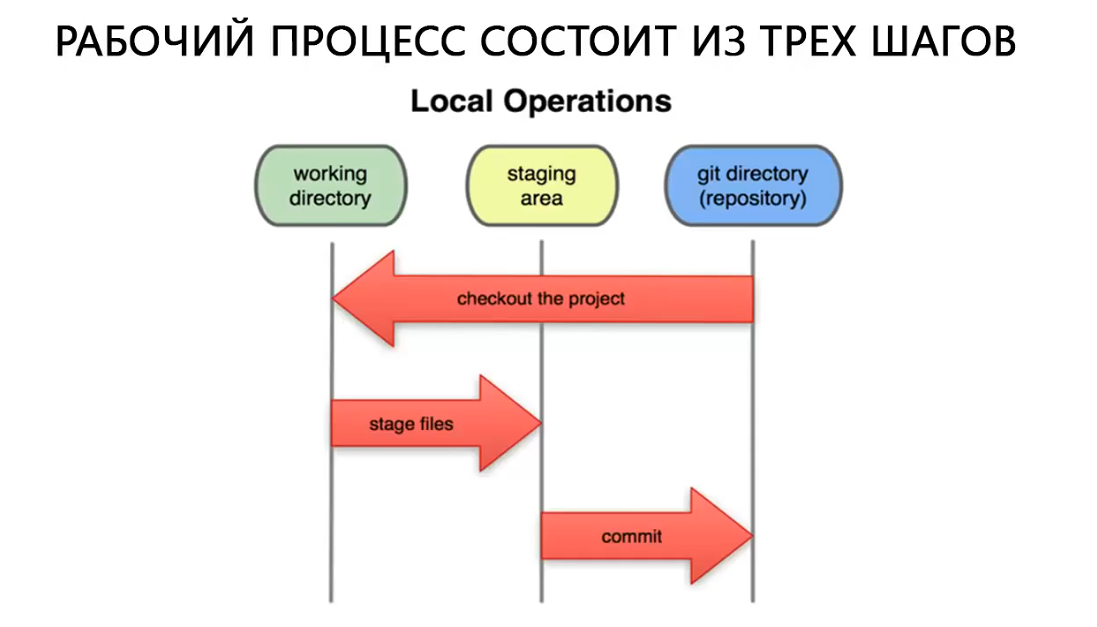 РАБОЧИЙ ПРОЦЕСС СОСТОИТ ИЗ ТРЕХ ШАГОВ
Local Operations
working
directory
staging
area
git directory
(repository)
checkout the project
stage files
commit